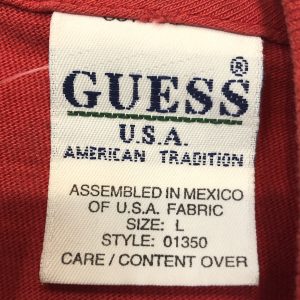 GUESS®
U.S.A.
AMERICAN TRADITION
ASSEMBLED IN MEXICO
OF U.S.A. FABRIC
SIZE: L
STYLE: 01350
CARE / CONTENT OVER